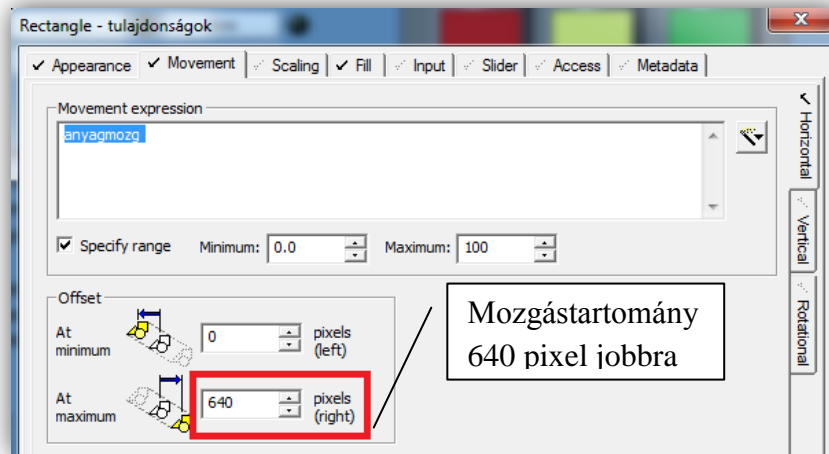 Rectangle - tulajdonságok
Appearance Movement Scaling Fill Input Slider Access Metadata
Movement expression
anyagmozg
Specify range Minimum: 0.0 Maximum: 100
Horizontal
Vertical
Rotational
Offset
At minimum 0 pixels (left)
At maximum 640 pixels (right)
Mozgástartomány
640 pixel jobbra